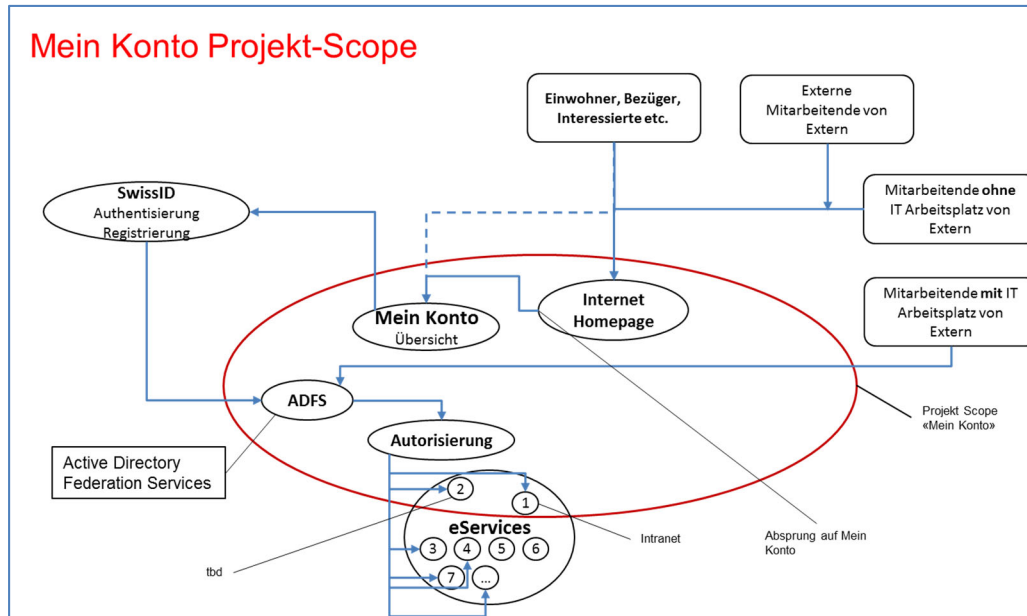 Mein Konto Projekt-Scope
Einwohner, Bezüger,
Interessierte etc.
Externe
Mitarbeitende von
Extern
SwissID
Authentisierung
Registrierung
Mitarbeitende ohne
IT Arbeitsplatz von
Extern
Mein Konto
Übersicht
Internet
Homepage
Mitarbeitende mit IT
Arbeitsplatz von
Extern
ADFS
Projekt Scope
«Mein Konto»
Autorisierung
Active Directory
Federation Services
2
1
eServices
3 4 5 6
7 ...
tbd
Intranet
Absprung auf Mein
Konto